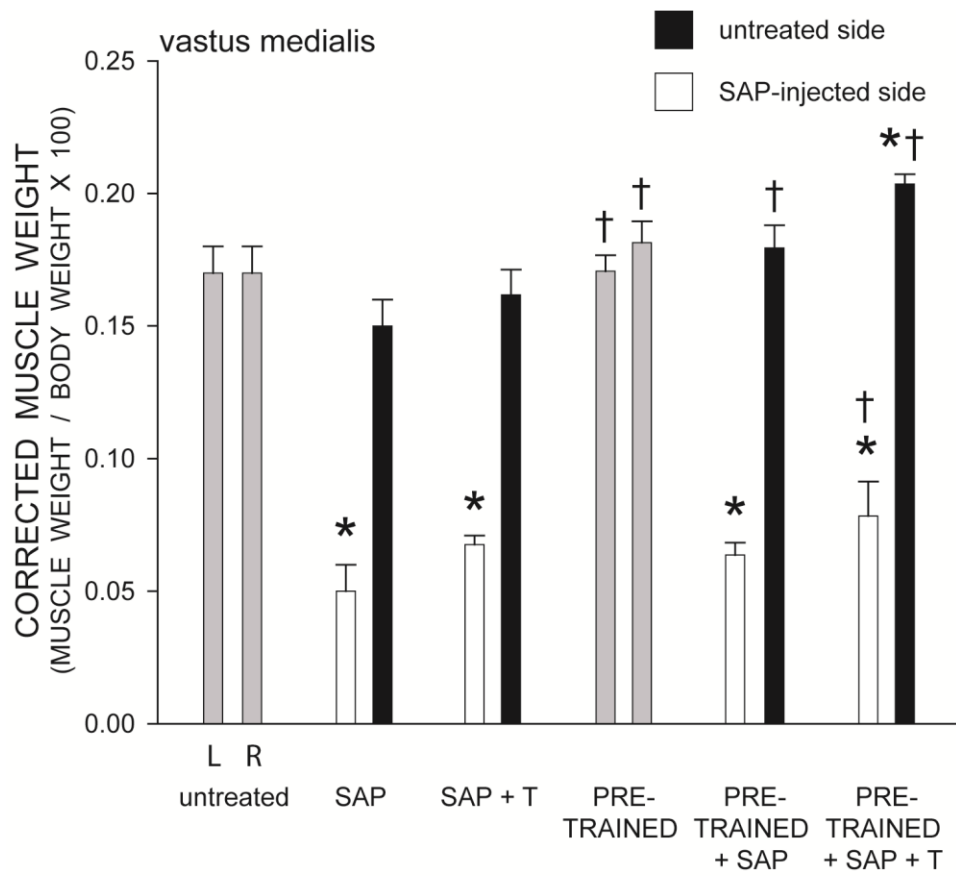 vastus medialis
untreated side
SAP-injected side
CORRECTED MUSCLE WEIGHT
(MUSCLE WEIGHT / BODY WEIGHT X 100)
0.25
0.20
0.15
0.10
0.05
0.00
*
*
†
†
*
†
†
*
*†
L R
untreated SAP SAP + T PRE- PRE- PRE-
TRAINED TRAINED TRAINED
+ SAP + SAP + T